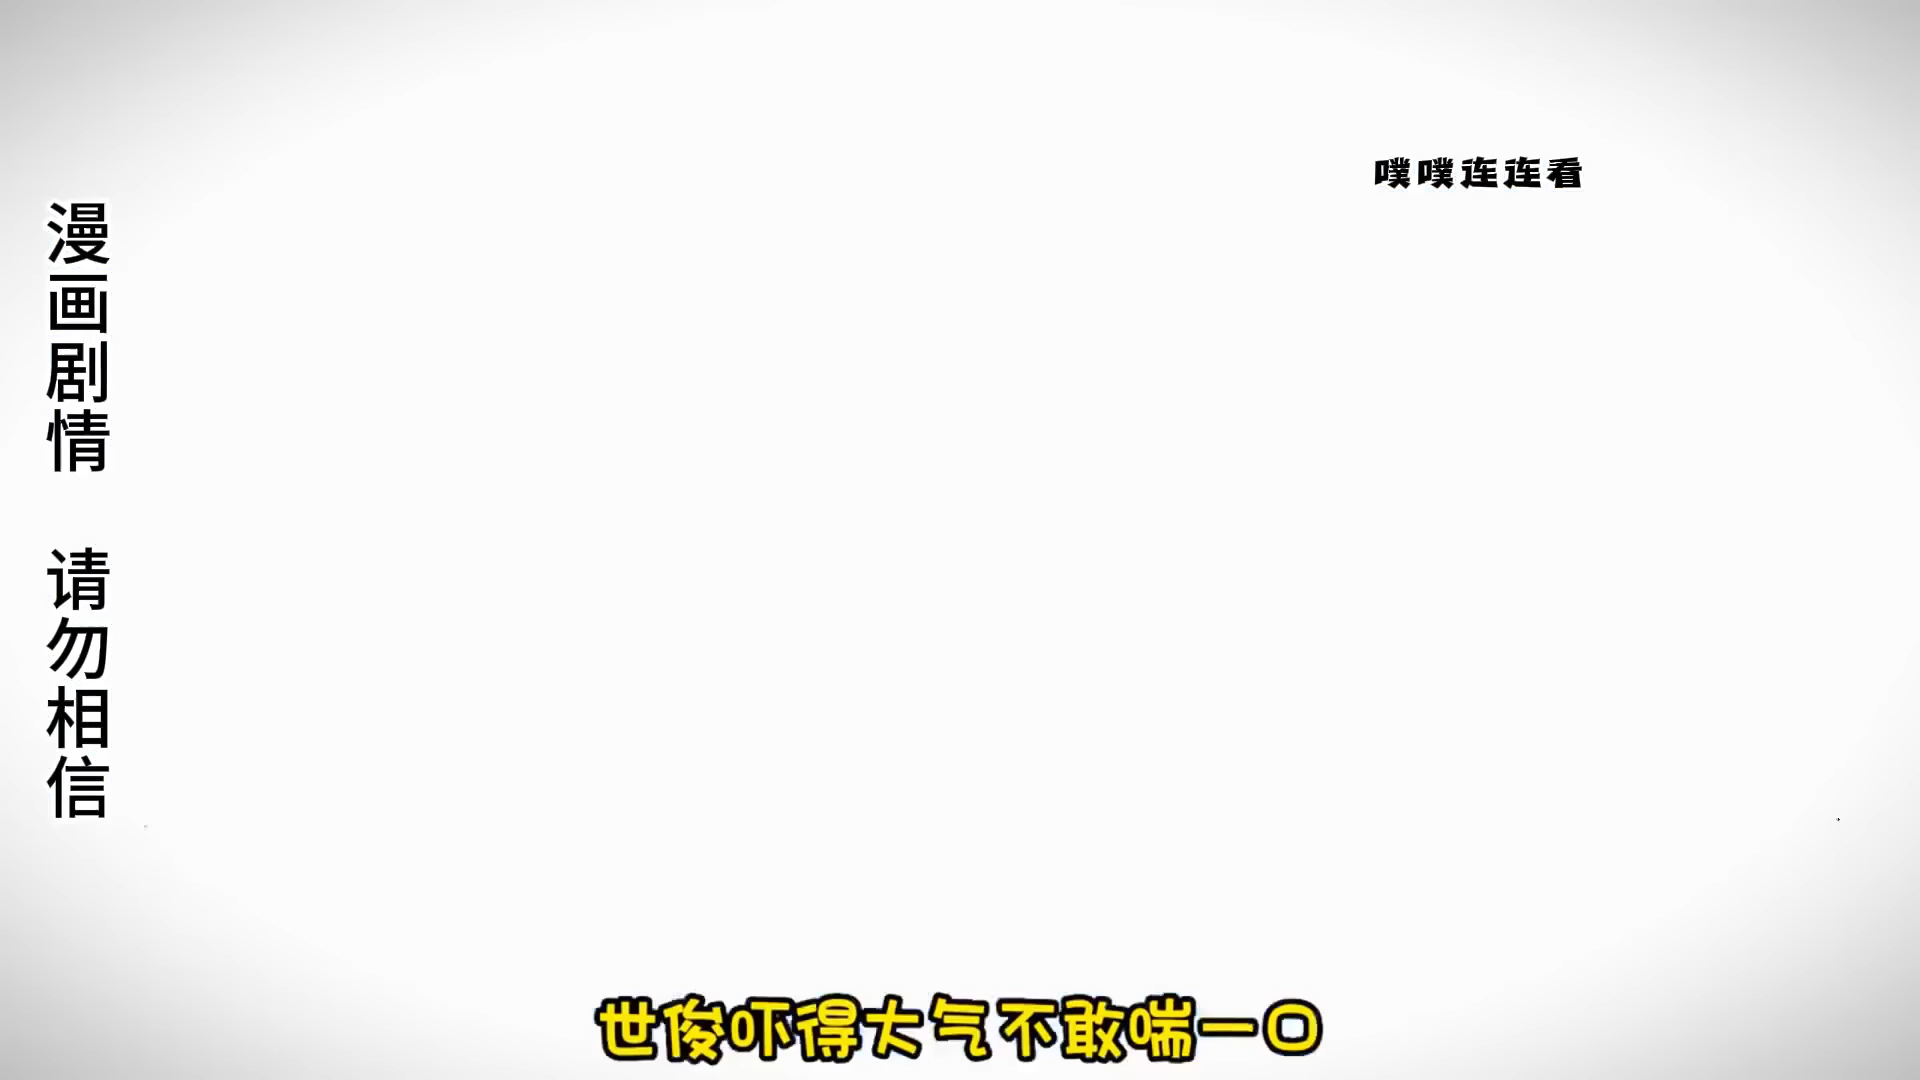 噗噗连连看
漫画剧情 请勿相信
世俊吓得大气不敢喘一口